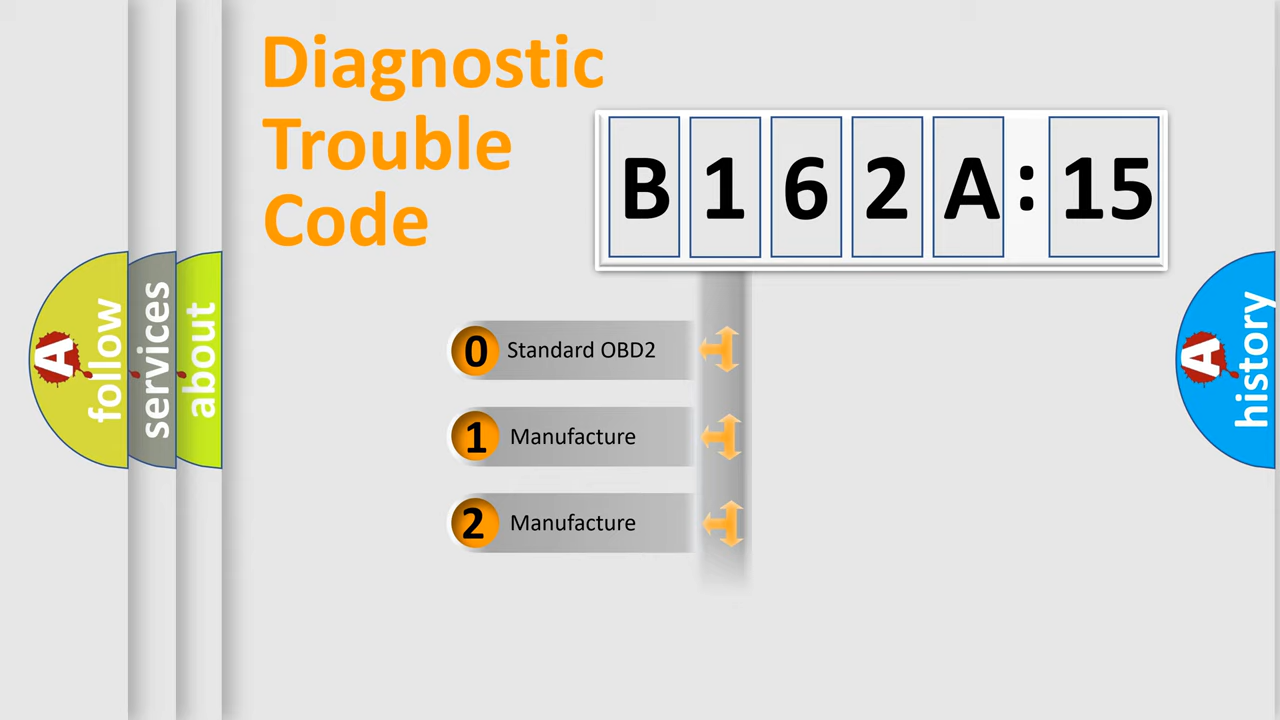 Diagnostic
Trouble
Code
B 1 6 2 A : 15
0 Standard OBD2
1 Manufacture
2 Manufacture
A follow
services
about
A history